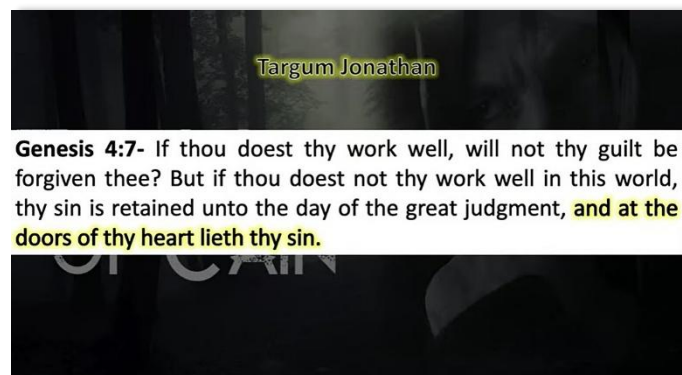 Targum Jonathan
Genesis 4:7- If thou doest thy work well, will not thy guilt be
forgiven thee? But if thou doest not thy work well in this world,
thy sin is retained unto the day of the great judgment, and at the
doors of thy heart lieth thy sin.
OF CAIN